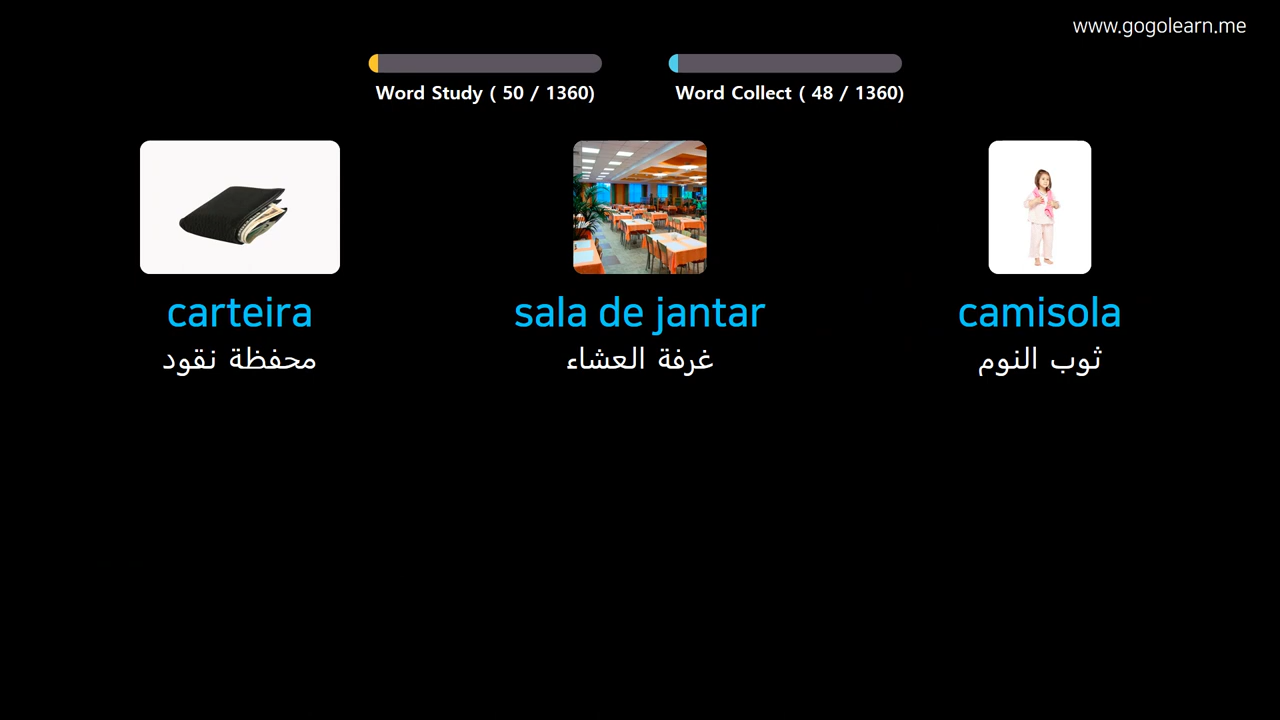 www.gogolearn.me
Word Study ( 50 / 1360)
Word Collect ( 48 / 1360)
carteira
محفظة نقود
sala de jantar
غرفة العشاء
camisola
ثوب النوم